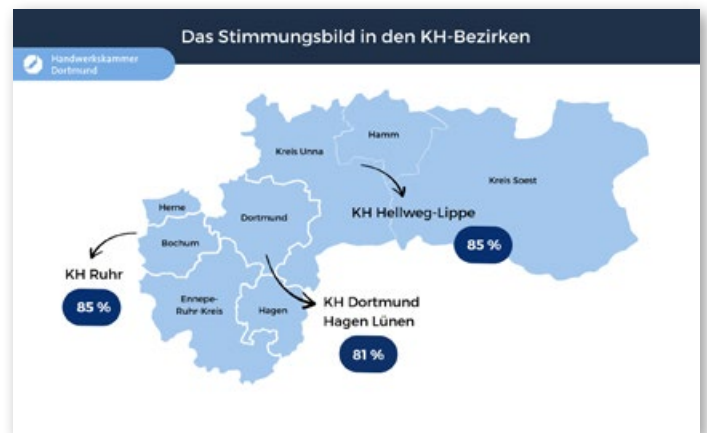 Das Stimmungsbild in den KH-Bezirken
Handwerkskammer
Dortmund
Hamm
Kreis Unna
Kreis Soest
Herne
Dortmund
KH Hellweg-Lippe
Bochum
85 %
KH Ruhr
85 %
Ennepe-
Ruhr Kreis
Hagen
KH Dortmund
Hagen Lünen
81 %